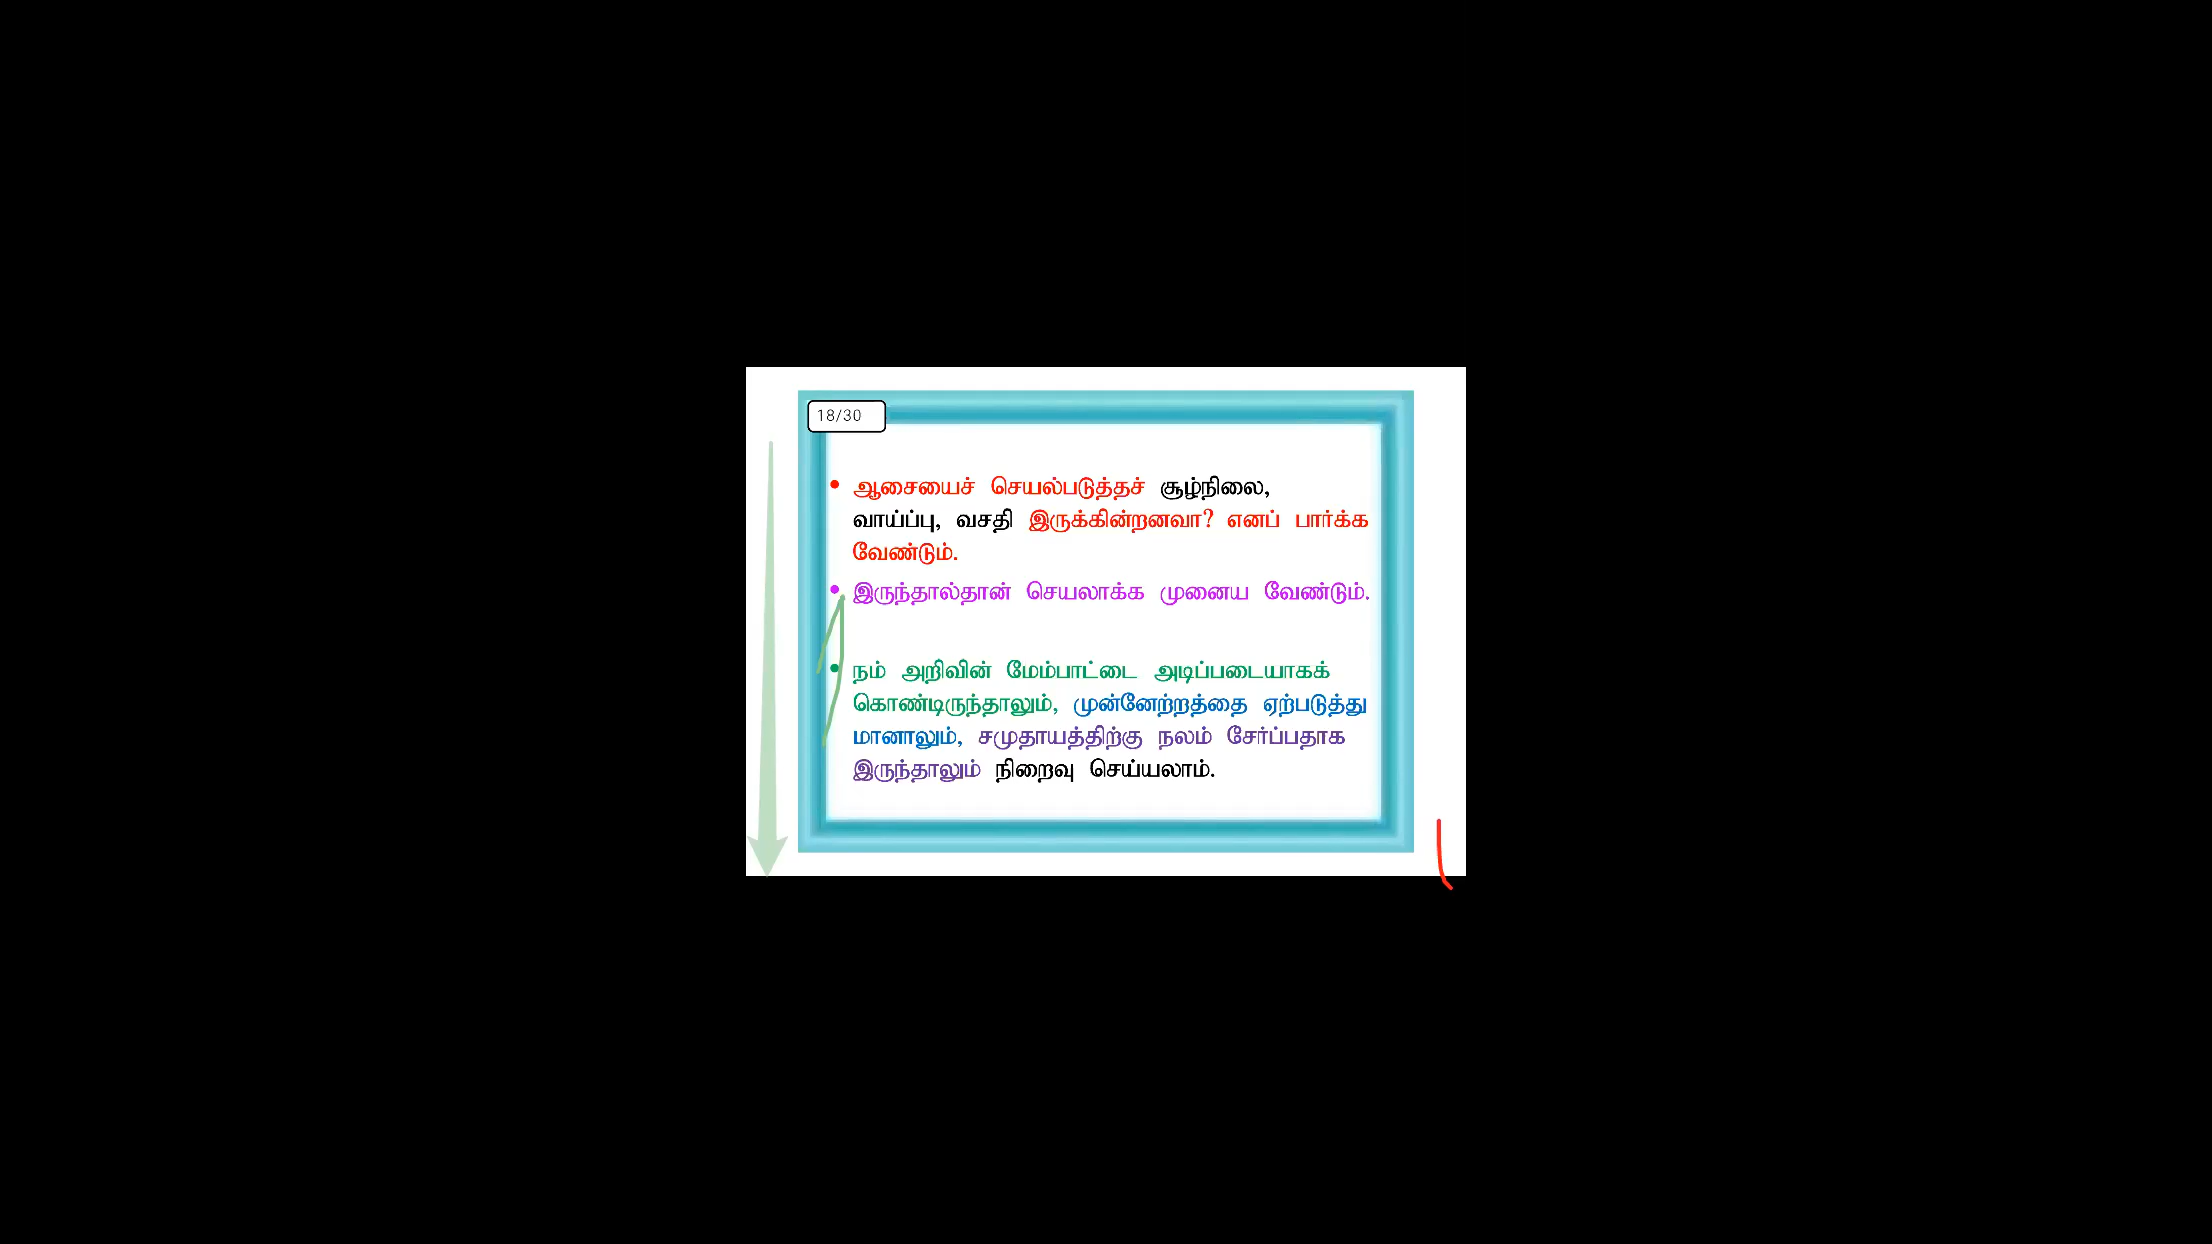 18/30
• ஆசையைச் செயல்படுத்தச் சூழ்நிலை,
வாய்ப்பு, வசதி இருக்கின்றனவா? எனப் பார்க்க
வேண்டும்.
• இருந்தால்தான் செயலாக்க முனைய வேண்டும்.
• நம் அறிவின் மேம்பாட்டை அடிப்படையாகக்
கொண்டிருந்தாலும், முன்னேற்றத்தை ஏற்படுத்து
மானாலும், சமுதாயத்திற்கு நலம் சேர்ப்பதாக
இருந்தாலும் நிறைவு செய்யலாம்.